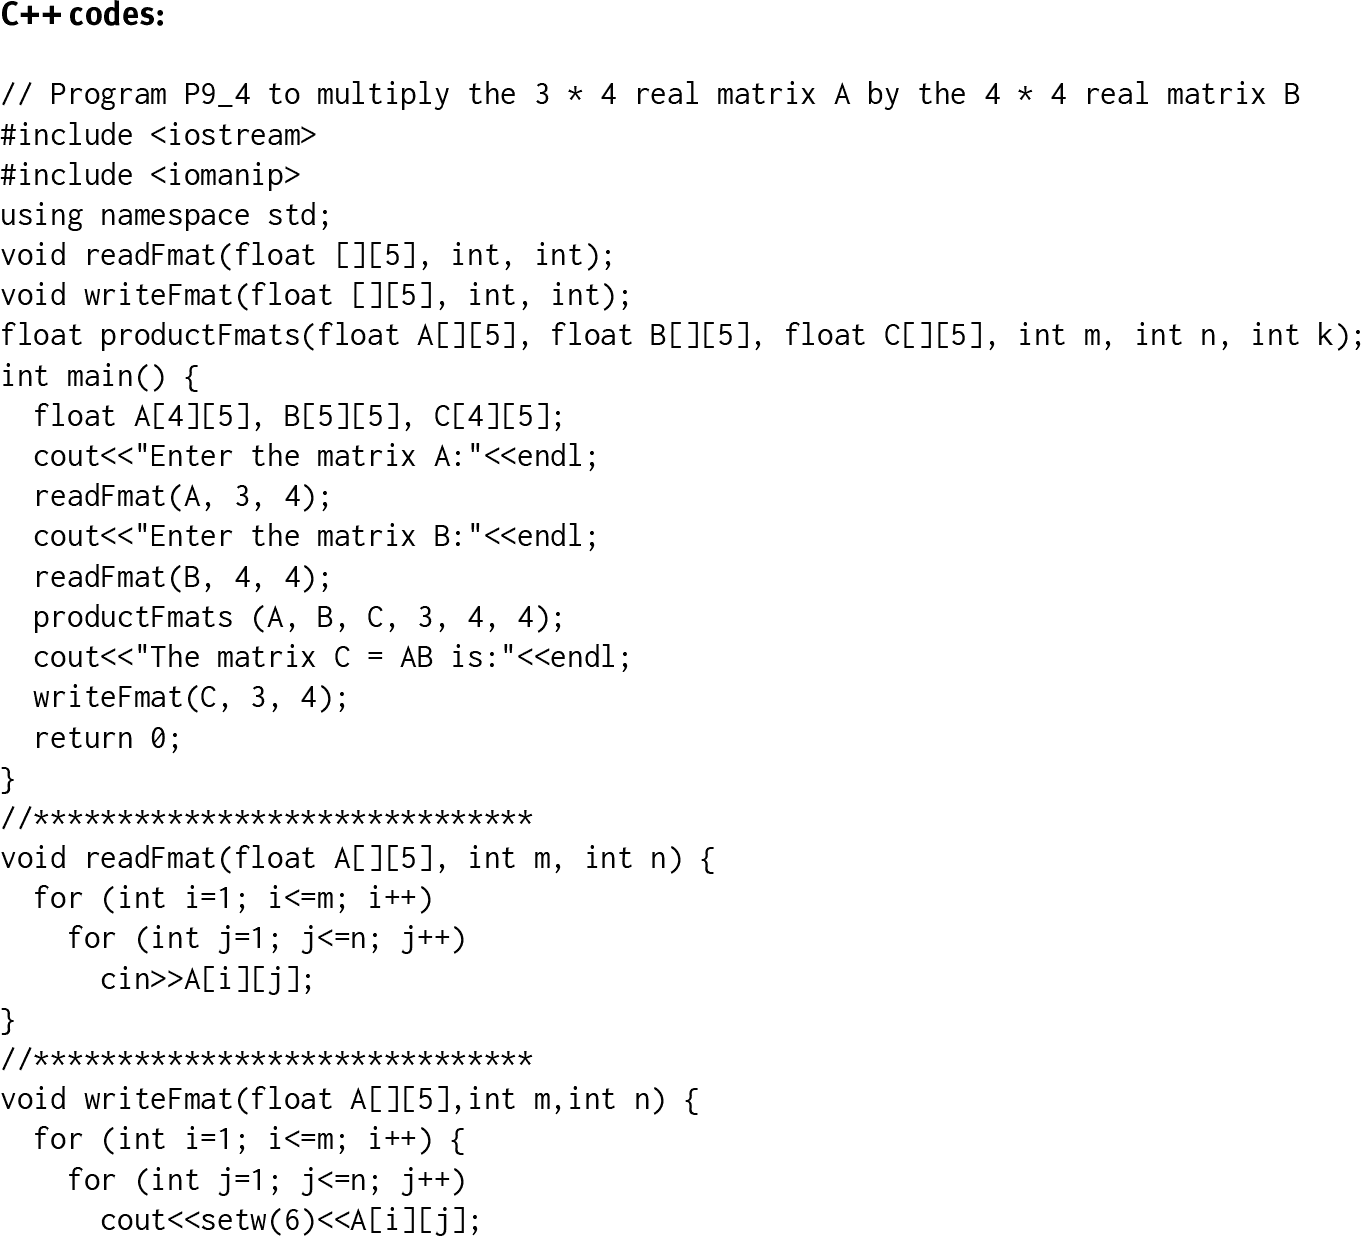 C++ codes:
// Program P9_4 to multiply the 3 * 4 real matrix A by the 4 * 4 real matrix B
#include <iostream>
#include <iomanip>
using namespace std;
void readFmat(float [][5], int, int);
void writeFmat(float [][5], int, int);
float productFmats(float A[][5], float B[][5], float C[][5], int m, int n, int k);
int main() {
  float A[4][5], B[5][5], C[4][5];
  cout<<"Enter the matrix A:"<<endl;
  readFmat(A, 3, 4);
  cout<<"Enter the matrix B:"<<endl;
  readFmat(B, 4, 4);
  productFmats (A, B, C, 3, 4, 4);
  cout<<"The matrix C = AB is:"<<endl;
  writeFmat(C, 3, 4);
  return 0;
}
//******************************
void readFmat(float A[][5], int m, int n) {
  for (int i=1; i<=m; i++)
    for (int j=1; j<=n; j++)
      cin>>A[i][j];
}
//******************************
void writeFmat(float A[][5],int m,int n) {
  for (int i=1; i<=m; i++) {
    for (int j=1; j<=n; j++)
      cout<<setw(6)<<A[i][j];